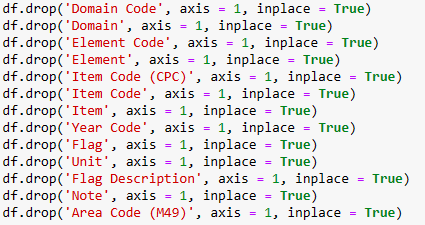 df.drop('Domain Code', axis = 1, inplace = True)
df.drop('Domain', axis = 1, inplace = True)
df.drop('Element Code', axis = 1, inplace = True)
df.drop('Element', axis = 1, inplace = True)
df.drop('Item Code (CPC)', axis = 1, inplace = True)
df.drop('Item Code', axis = 1, inplace = True)
df.drop('Item', axis = 1, inplace = True)
df.drop('Year Code', axis = 1, inplace = True)
df.drop('Flag', axis = 1, inplace = True)
df.drop('Unit', axis = 1, inplace = True)
df.drop('Flag Description', axis = 1, inplace = True)
df.drop('Note', axis = 1, inplace = True)
df.drop('Area Code (M49)', axis = 1, inplace = True)